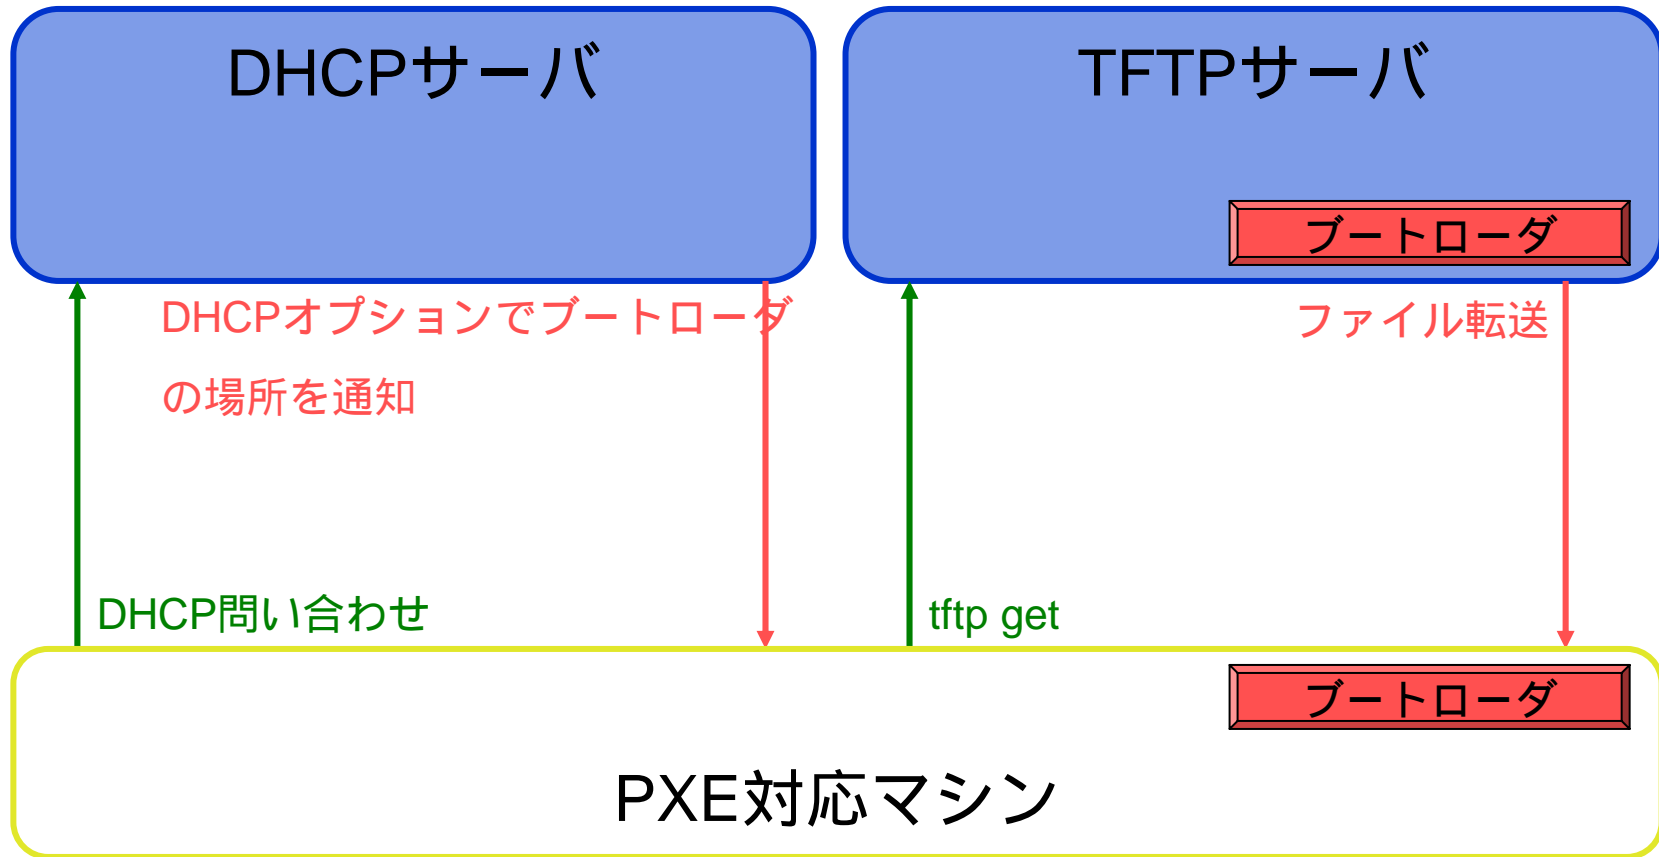 DHCPサーバ
TFTPサーバ
ブートローダ
DHCPオプションでブートローダ
の場所を通知
ファイル転送
DHCP問い合わせ
tftp get
ブートローダ
PXE対応マシン